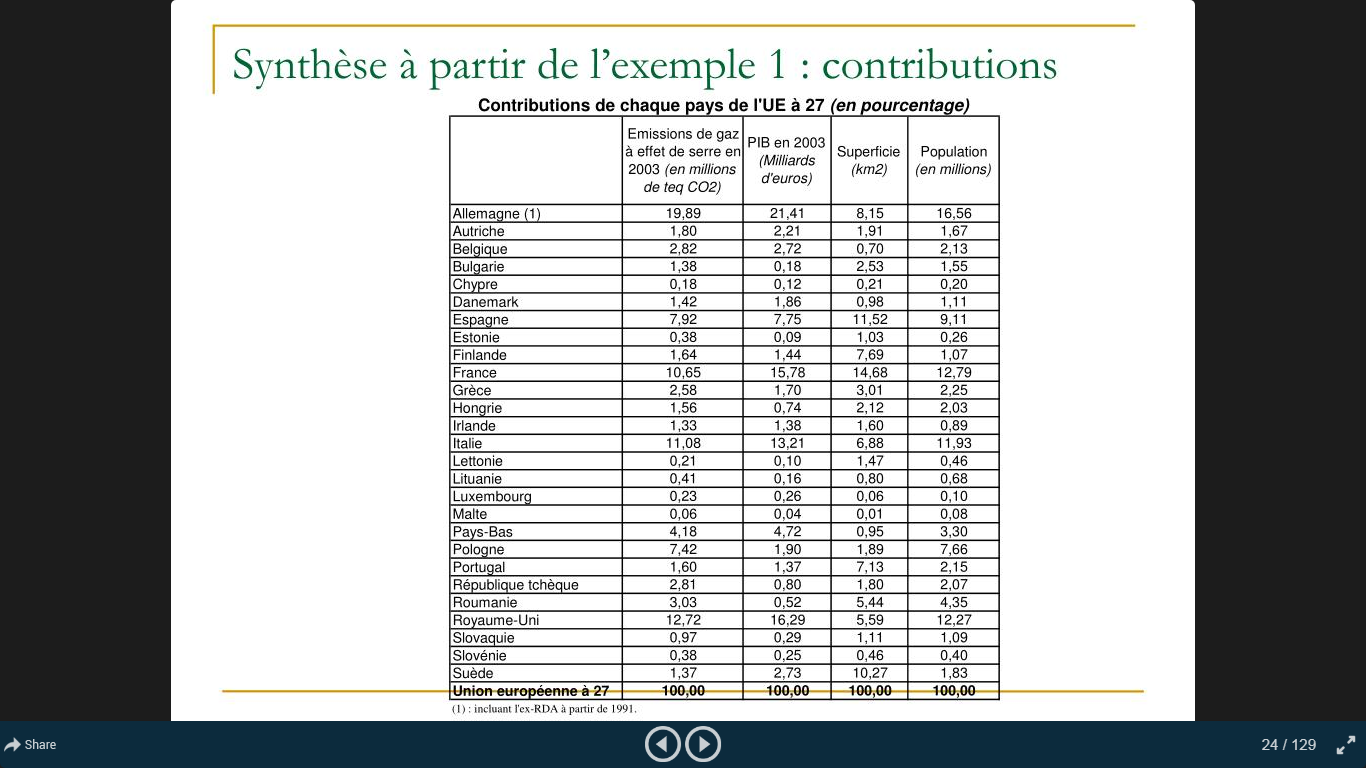 Synthèse à partir de l'exemple 1 : contributions
Contributions de chaque pays de l'UE à 27 (en pourcentage)
Emissions de gaz à effet de serre en 2003 (en millions de teq CO2) PIB en 2003 (Milliards d'euros) Superficie (km2) Population (en millions)
Allemagne (1) 19,89 21,41 8,15 16,56
Autriche 1,80 2,21 1,91 1,67
Belgique 2,82 2,72 0,70 2,13
Bulgarie 1,38 0,18 2,53 1,55
Chypre 0,18 0,12 0,21 0,20
Danemark 1,42 1,86 0,98 1,11
Espagne 7,92 7,75 11,52 9,11
Estonie 0,38 0,09 1,03 0,26
Finlande 1,64 1,44 7,69 1,07
France 10,65 15,78 14,68 12,79
Grèce 2,58 1,70 3,01 2,25
Hongrie 1,56 0,74 2,12 2,03
Irlande 1,33 1,38 1,60 0,89
Italie 11,08 13,21 6,88 11,93
Lettonie 0,21 0,10 1,47 0,46
Lituanie 0,41 0,16 0,80 0,68
Luxembourg 0,23 0,26 0,06 0,10
Malte 0,06 0,04 0,01 0,08
Pays-Bas 4,18 4,72 0,95 3,30
Pologne 7,42 1,90 1,89 7,66
Portugal 1,60 1,37 7,13 2,15
République tchèque 2,81 0,80 1,80 2,07
Roumanie 3,03 0,52 5,44 4,35
Royaume-Uni 12,72 16,29 5,59 12,27
Slovaquie 0,97 0,29 1,11 1,09
Slovénie 0,38 0,25 0,46 0,40
Suède 1,37 2,73 10,27 1,83
Union européenne à 27 100,00 100,00 100,00 100,00
(1) : incluant l'ex-RDA à partir de 1991.
Share
24 / 129